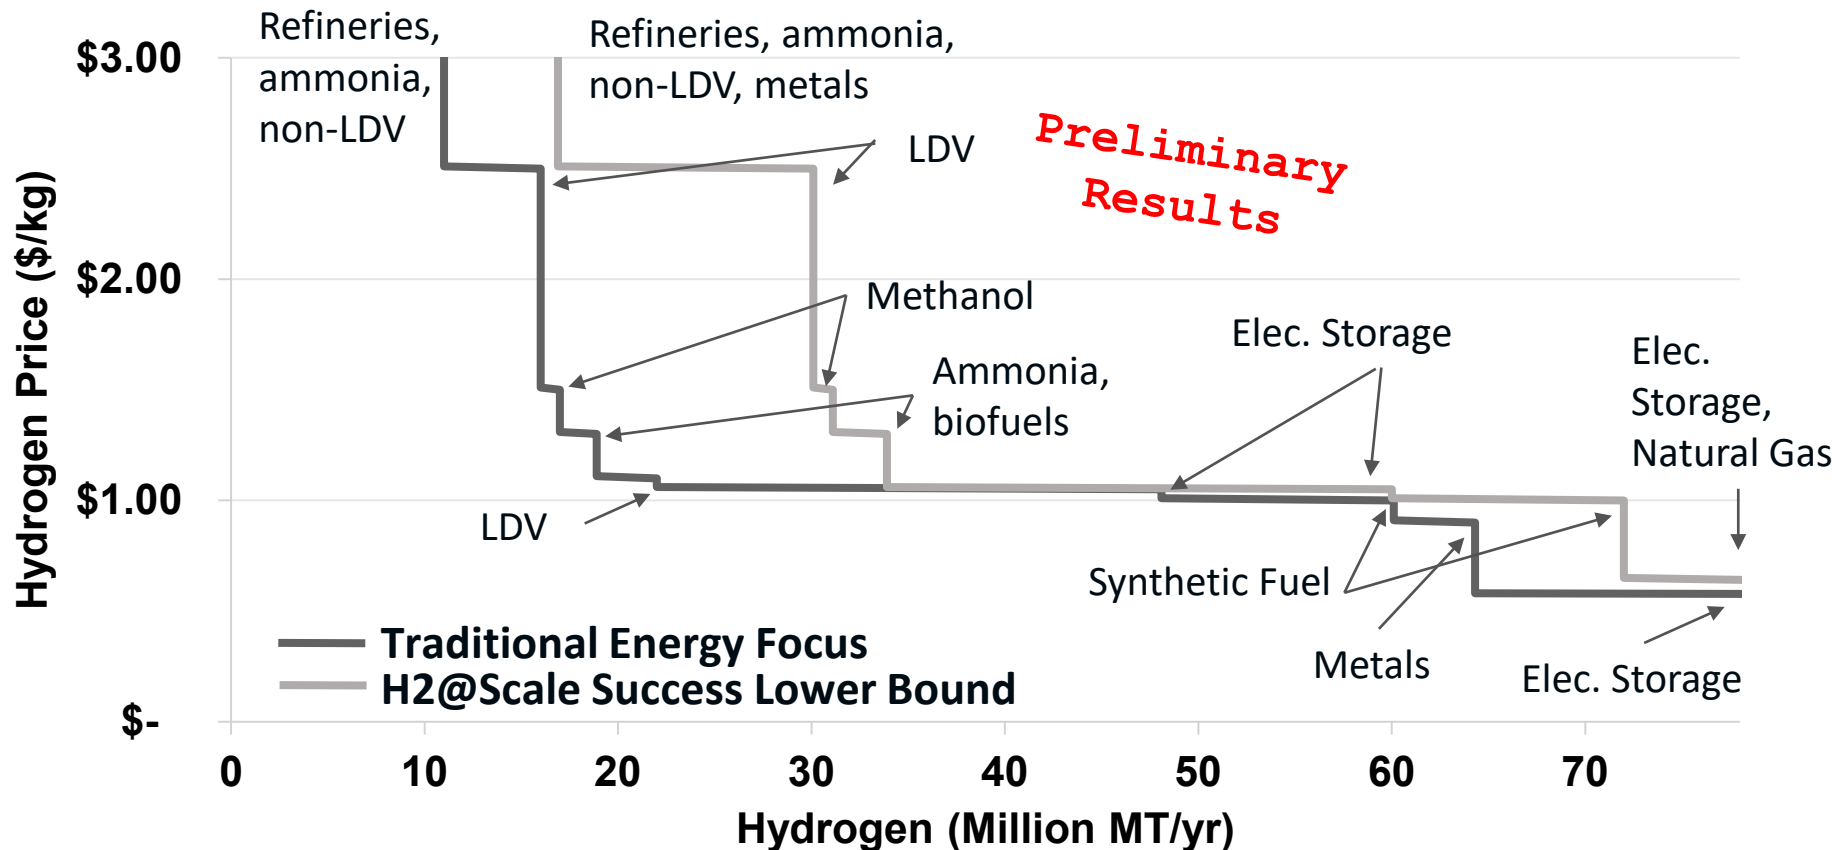 Refineries,
ammonia,
non-LDV
Refineries, ammonia,
non-LDV, metals
LDV
Preliminary
Results
Methanol
Ammonia,
biofuels
Elec. Storage
Elec.
Storage,
Natural Gas
LDV
Synthetic Fuel
Metals
Elec. Storage
Traditional Energy Focus
H2@Scale Success Lower Bound
Hydrogen Price ($/kg)
$3.00
$2.00
$1.00
$-
0 10 20 30 40 50 60 70
Hydrogen (Million MT/yr)